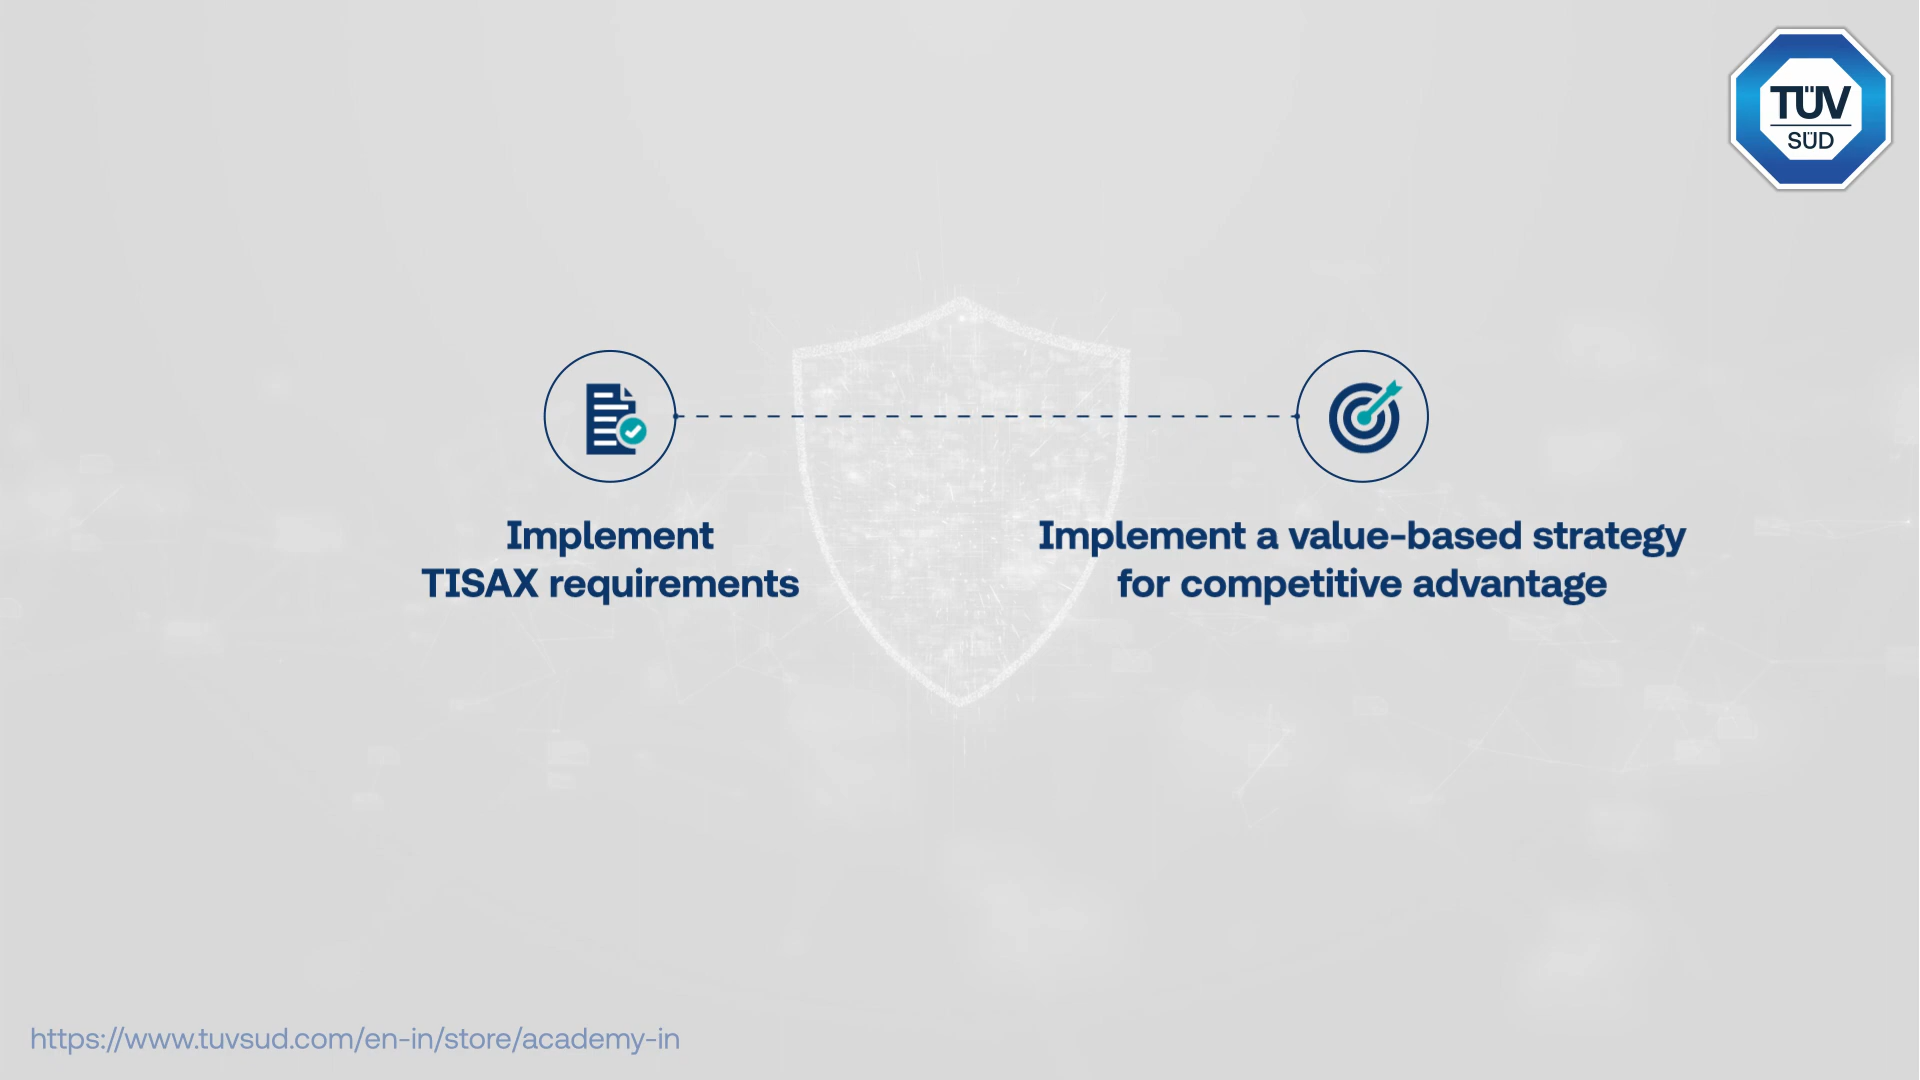 TÜV
SÜD
Implement
TISAX requirements
Implement a value-based strategy
for competitive advantage
https://www.tuvsud.com/en-in/store/academy-in